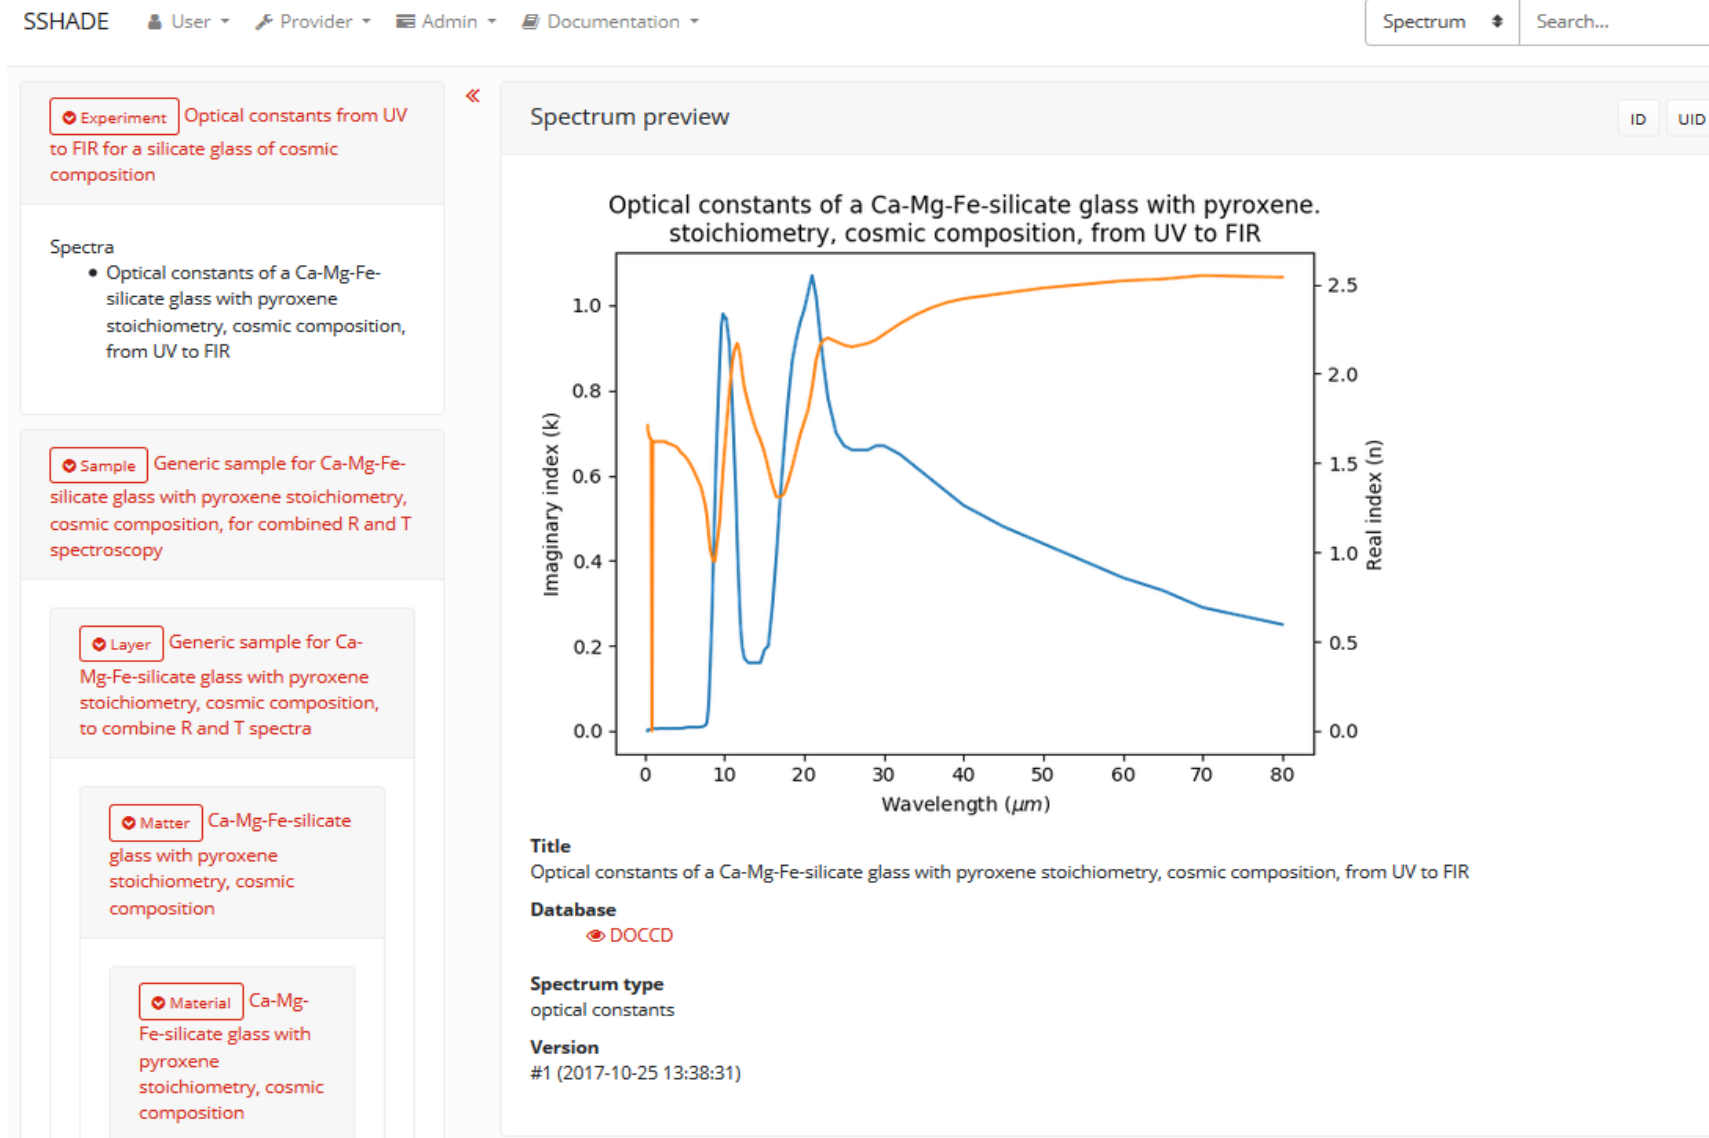 SSHADE User Provider Admin Documentation Spectrum Search...
Experiment Optical constants from UV
to FIR for a silicate glass of cosmic
composition
Spectra
Optical constants of a Ca-Mg-Fe-
silicate glass with pyroxene
stoichiometry, cosmic composition,
from UV to FIR
Sample Generic sample for Ca-Mg-Fe-
silicate glass with pyroxene stoichiometry,
cosmic composition, for combined R and T
spectroscopy
Layer Generic sample for Ca-
Mg-Fe-silicate glass with pyroxene
stoichiometry, cosmic composition,
to combine R and T spectra
Matter Ca-Mg-Fe-silicate
glass with pyroxene
stoichiometry, cosmic
composition
Material Ca-Mg-
Fe-silicate glass with
pyroxene
stoichiometry, cosmic
composition
Spectrum preview
ID UID
Optical constants of a Ca-Mg-Fe-silicate glass with pyroxene.
stoichiometry, cosmic composition, from UV to FIR
Imaginary index (k)
1.0
0.8
0.6
0.4
0.2
0.0
2.5
2.0
1.5
1.0
0.5
0.0
Real index (n)
0 10 20 30 40 50 60 70 80
Wavelength (μm)
Title
Optical constants of a Ca-Mg-Fe-silicate glass with pyroxene stoichiometry, cosmic composition, from UV to FIR
Database
DOCCD
Spectrum type
optical constants
Version
#1 (2017-10-25 13:38:31)